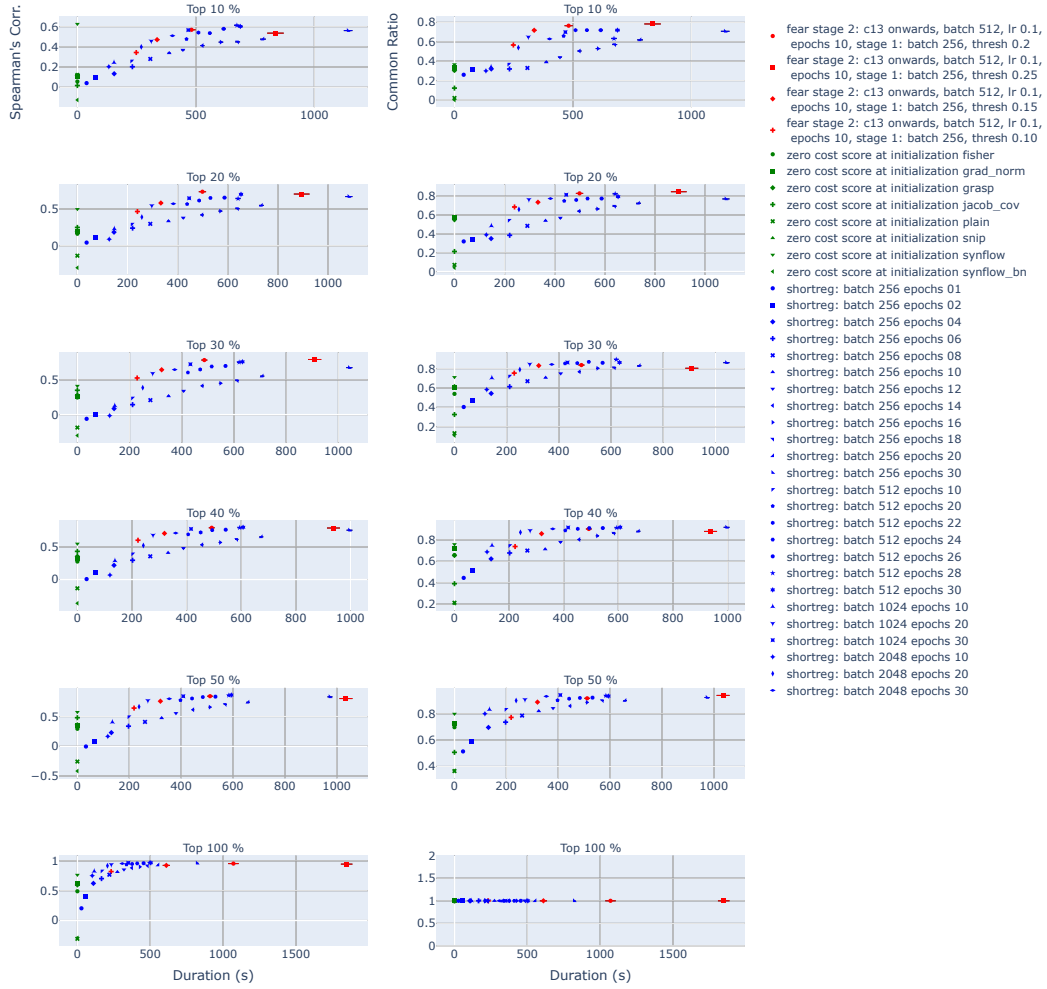 Top 10 %
Top 10 %
Spearman's Corr.
0.6
0.4
0.2
0
0
500
1000
Common Ratio
0.8
0.6
0.4
0.2
0
0
500
1000
Top 20 %
Top 20 %
0.5
0
0
200
400
600
800
1000
0.8
0.6
0.4
0.2
0
0
200
400
600
800
1000
Top 30 %
Top 30 %
0.5
0
0
200
400
600
800
1000
0.8
0.6
0.4
0.2
0
200
400
600
800
1000
Top 40 %
Top 40 %
0.5
0
0
200
400
600
800
1000
0.8
0.6
0.4
0.2
0
200
400
600
800
1000
Top 50 %
Top 50 %
0.5
0
−0.5
0
200
400
600
800
1000
0.8
0.6
0.4
0
200
400
600
800
1000
Top 100 %
Top 100 %
1
0.5
0
0
500
1000
1500
Duration (s)
2
1.5
1
0.5
0
0
500
1000
1500
Duration (s)
fear stage 2: c13 onwards, batch 512, lr 0.1,
epochs 10, stage 1: batch 256, thresh 0.2
fear stage 2: c13 onwards, batch 512, lr 0.1,
epochs 10, stage 1: batch 256, thresh 0.25
fear stage 2: c13 onwards, batch 512, lr 0.1,
epochs 10, stage 1: batch 256, thresh 0.15
fear stage 2: c13 onwards, batch 512, lr 0.1,
epochs 10, stage 1: batch 256, thresh 0.10
zero cost score at initialization fisher
zero cost score at initialization grad_norm
zero cost score at initialization grasp
zero cost score at initialization jacob_cov
zero cost score at initialization plain
zero cost score at initialization snip
zero cost score at initialization synflow
zero cost score at initialization synflow_bn
shortreg: batch 256 epochs 01
shortreg: batch 256 epochs 02
shortreg: batch 256 epochs 04
shortreg: batch 256 epochs 06
shortreg: batch 256 epochs 08
shortreg: batch 256 epochs 10
shortreg: batch 256 epochs 12
shortreg: batch 256 epochs 14
shortreg: batch 256 epochs 16
shortreg: batch 256 epochs 18
shortreg: batch 256 epochs 20
shortreg: batch 256 epochs 30
shortreg: batch 512 epochs 10
shortreg: batch 512 epochs 20
shortreg: batch 512 epochs 22
shortreg: batch 512 epochs 24
shortreg: batch 512 epochs 26
shortreg: batch 512 epochs 28
shortreg: batch 512 epochs 30
shortreg: batch 1024 epochs 10
shortreg: batch 1024 epochs 20
shortreg: batch 1024 epochs 30
shortreg: batch 2048 epochs 10
shortreg: batch 2048 epochs 20
shortreg: batch 2048 epochs 30